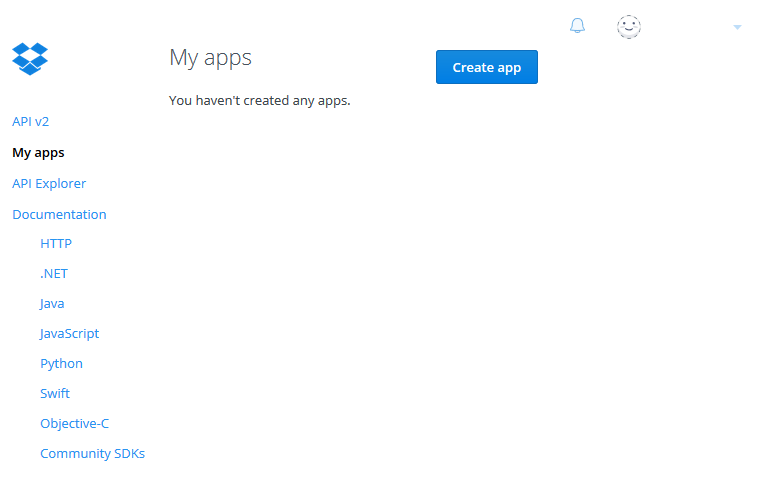 My apps
Create app
You haven't created any apps.
API v2
My apps
API Explorer
Documentation
HTTP
.NET
Java
JavaScript
Python
Swift
Objective-C
Community SDKs